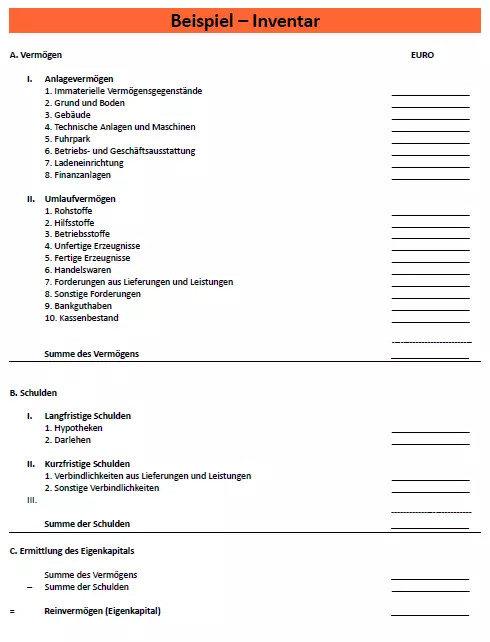 Beispiel – Inventar
A. Vermögen EURO
I. Anlagevermögen
1. Immaterielle Vermögensgegenstände
2. Grund und Boden
3. Gebäude
4. Technische Anlagen und Maschinen
5. Fuhrpark
6. Betriebs- und Geschäftsausstattung
7. Ladeneinrichtung
8. Finanzanlagen
II. Umlaufvermögen
1. Rohstoffe
2. Hilfsstoffe
3. Betriebsstoffe
4. Unfertige Erzeugnisse
5. Fertige Erzeugnisse
6. Handelswaren
7. Forderungen aus Lieferungen und Leistungen
8. Sonstige Forderungen
9. Bankguthaben
10. Kassenbestand
Summe des Vermögens
B. Schulden
I. Langfristige Schulden
1. Hypotheken
2. Darlehen
II. Kurzfristige Schulden
1. Verbindlichkeiten aus Lieferungen und Leistungen
2. Sonstige Verbindlichkeiten
III.
Summe der Schulden
C. Ermittlung des Eigenkapitals
Summe des Vermögens
– Summe der Schulden
= Reinvermögen (Eigenkapital)